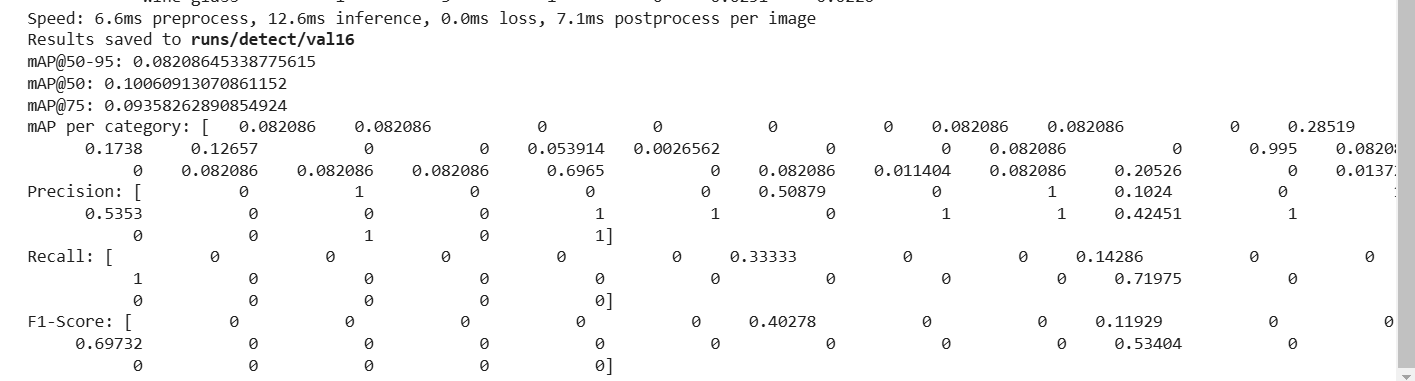 Speed: 6.6ms preprocess, 12.6ms inference, 0.0ms loss, 7.1ms postprocess per image
Results saved to runs/detect/val16
mAP@50-95: 0.08208645338775615
mAP@50: 0.10060913070861152
mAP@75: 0.09358262890854924
mAP per category: [ 0.082086 0.082086 0 0 0 0 0.082086 0.082086 0 0.28519
0.1738 0.12657 0 0 0.053914 0.0026562 0 0 0.082086 0 0.995
0 0.082086 0.082086 0.082086 0.6965 0 0.082086 0.011404 0.082086 0.20526 0
Precision: [ 0 1 0 0 0 0.50879 0 1 0.1024 0
0.5353 0 0 0 1 1 0 1 1 0.42451 1
0 0 1 0 1]
Recall: [ 0 0 0 0 0 0.33333 0 0 0.14286 0 0
1 0 0 0 0 0 0 0 0 0.71975 0
0 0 0 0 0]
F1-Score: [ 0 0 0 0 0 0.40278 0 0 0.11929 0 0
0.69732 0 0 0 0 0 0 0 0 0.53404 0
0 0 0 0 0]